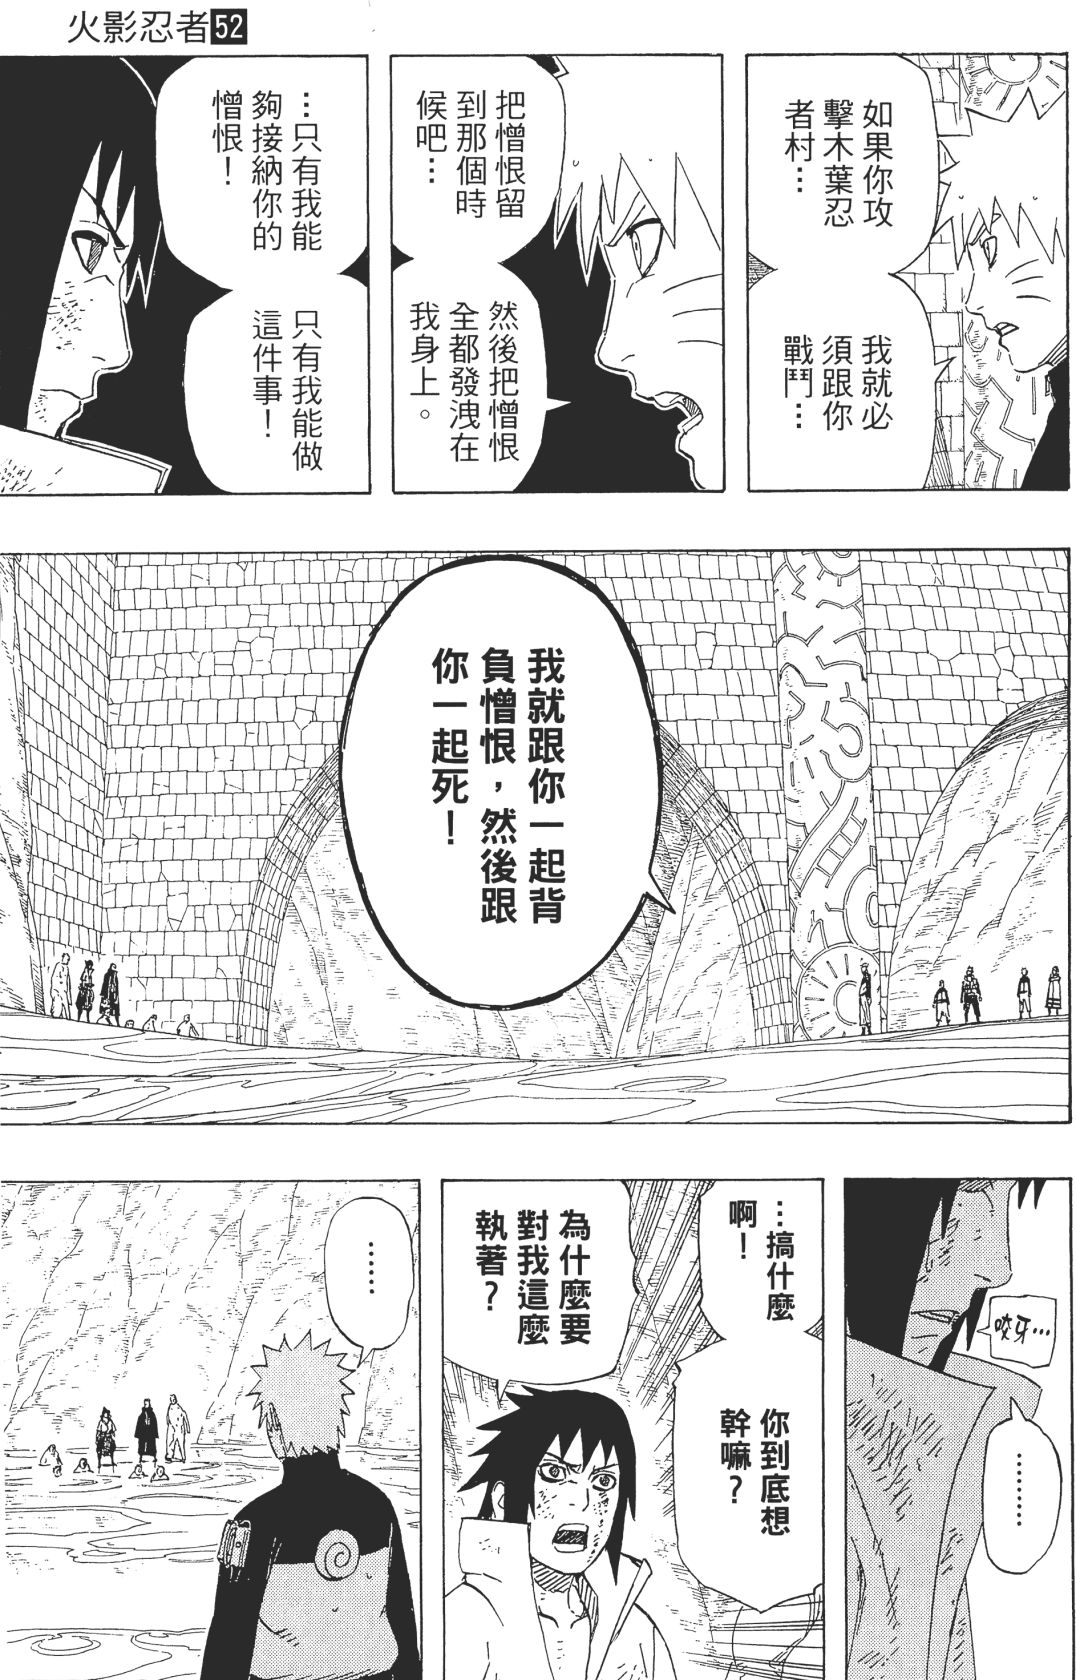 火影忍者52
如果你攻
擊木葉忍
者村…
我就必
須跟你
戰鬥…
把憎恨留
到那個時
候吧…
然後把憎恨
全都發洩在
我身上。
…只有我能
夠接納你的
憎恨！
只有我能做
這件事！
我就跟你一起背
負憎恨，然後跟
你一起死！
咬牙…
……
…搞什麼
啊！
你到底想
幹嘛？
為什麼要
對我這麼
執著？
……